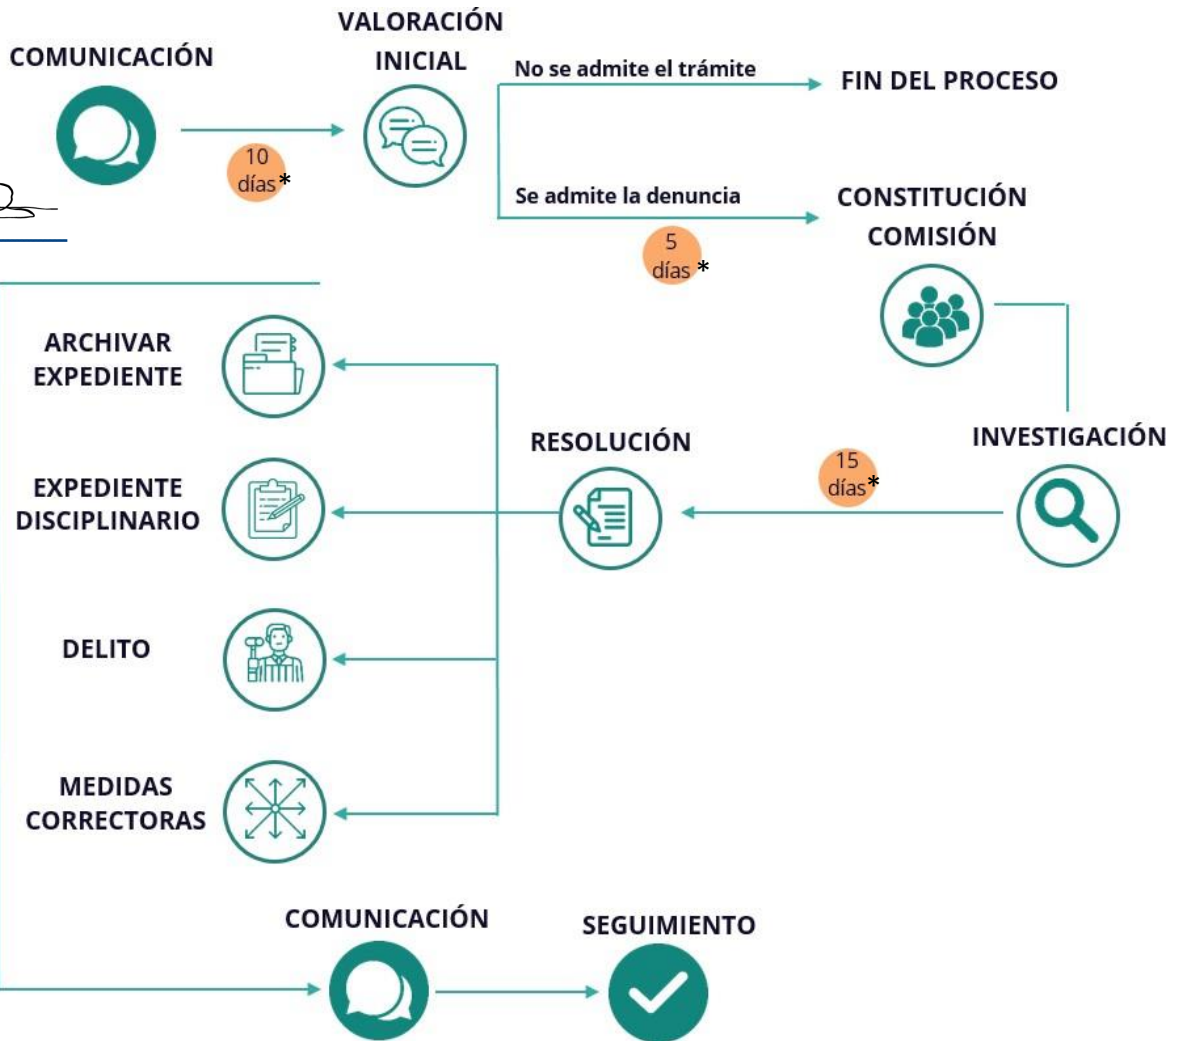 COMUNICACIÓN
VALORACIÓN
INICIAL
No se admite el trámite
FIN DEL PROCESO
10
días*
Se admite la denuncia
5
días *
CONSTITUCIÓN
COMISIÓN
ARCHIVAR
EXPEDIENTE
RESOLUCIÓN
15
días*
INVESTIGACIÓN
EXPEDIENTE
DISCIPLINARIO
DELITO
MEDIDAS
CORRECTORAS
COMUNICACIÓN
SEGUIMIENTO